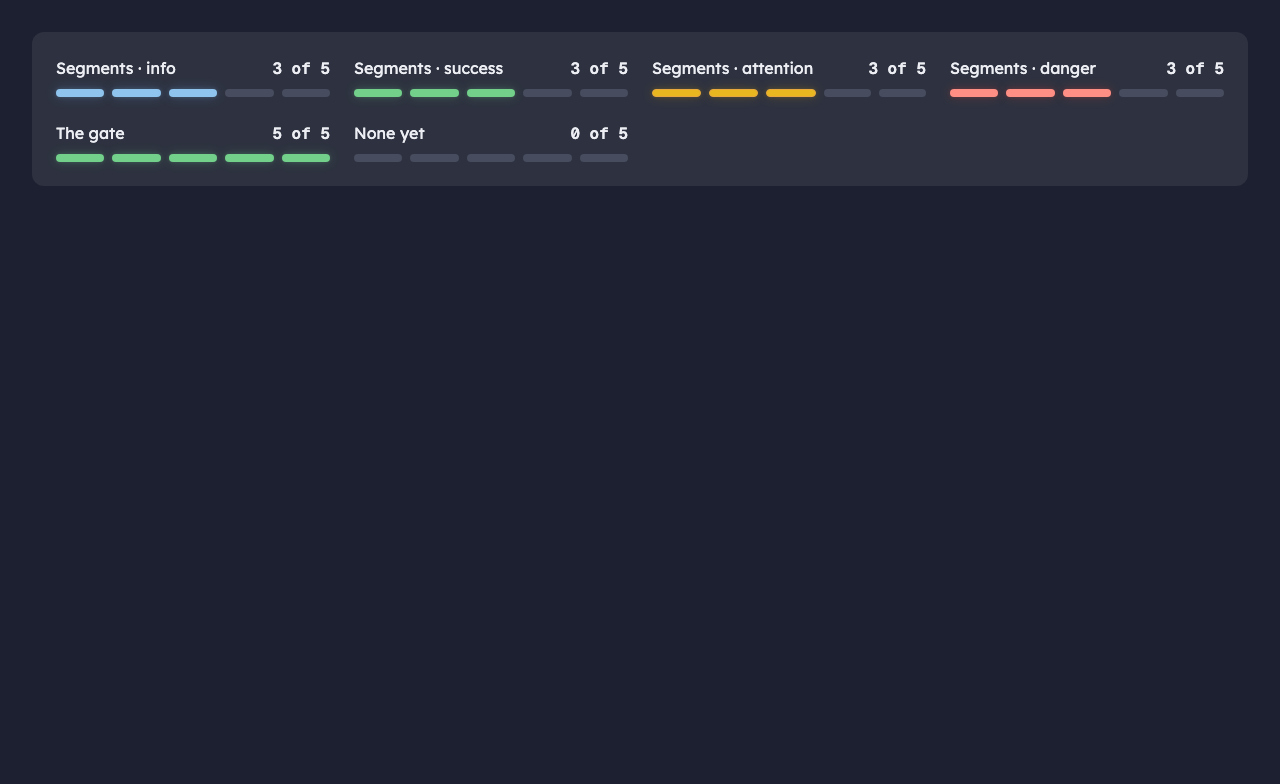 Segments · info 3 of 5
Segments · success 3 of 5
Segments · attention 3 of 5
Segments · danger 3 of 5
The gate 5 of 5
None yet 0 of 5